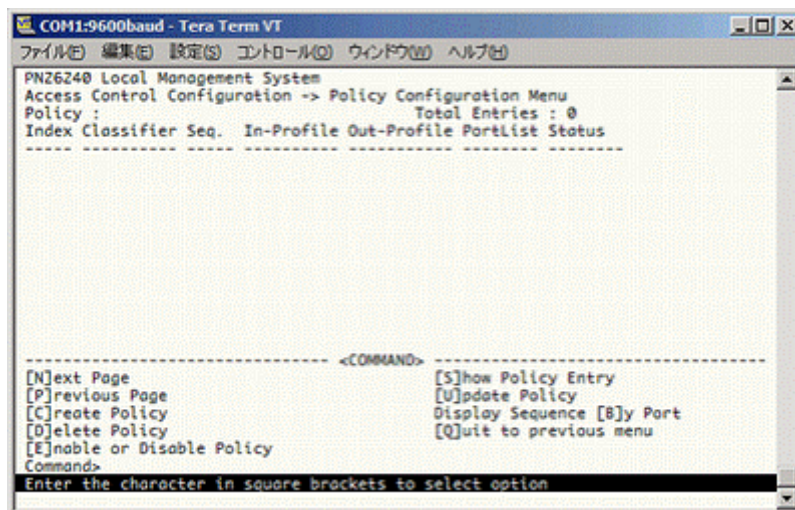 COM1:9600baud - Tera Term VT
ファイル(F) 編集(E) 設定(S) コントロール(O) ウィンドウ(W) ヘルプ(H)
PN26240 Local Management System
Access Control Configuration -> Policy Configuration Menu
Policy : Total Entries : 0
Index Classifier Seq. In-Profile Out-Profile PortList Status
----- ---------- ----- ---------- ----------- -------- --------
-------------------------------- <COMMAND> -----------------------------------
[N]ext Page [S]how Policy Entry
[P]revious Page [U]pdate Policy
[C]reate Policy Display Sequence [B]y Port
[D]elete Policy [Q]uit to previous menu
[E]nable or Disable Policy
Command>
Enter the character in square brackets to select option